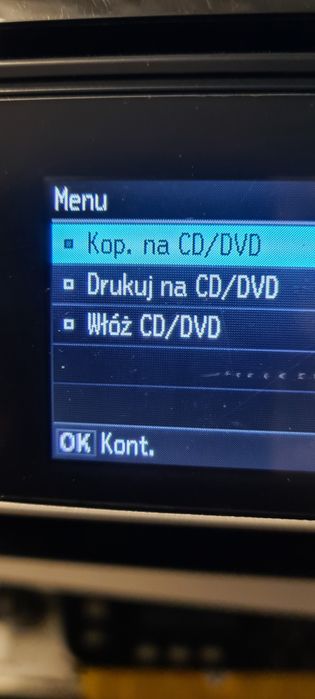 Menu
Kop. na CD/DVD
Drukuj na CD/DVD
Włóż CD/DVD
OK Kont.